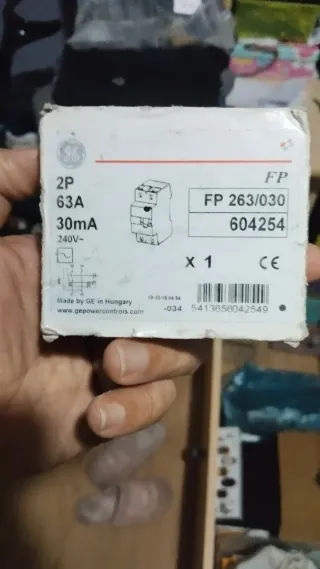 FP
2P
63A
30mA
240V~
FP 263/030
604254
X 1 CE
Made by GE in Hungary
www.gepowercontrols.com
-034 5413656042549